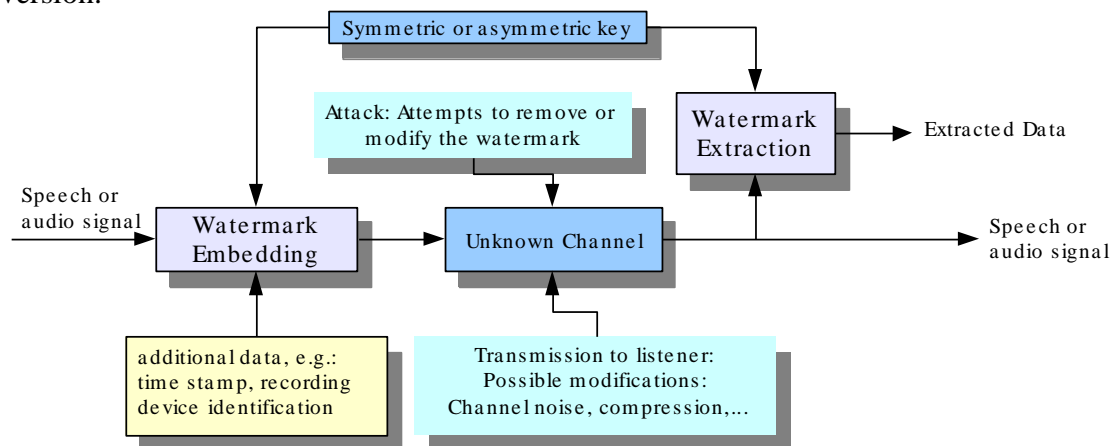 version.
Symmetric or asymmetric key
Attack: Attempts to remove or
modify the watermark
Watermark
Extraction
Extracted Data
Speech or
audio signal
Watermark
Embedding
Unknown Channel
Speech or
audio signal
additional data, e.g.:
time stamp, recording
device identification
Transmission to listener:
Possible modifications:
Channel noise, compression,...